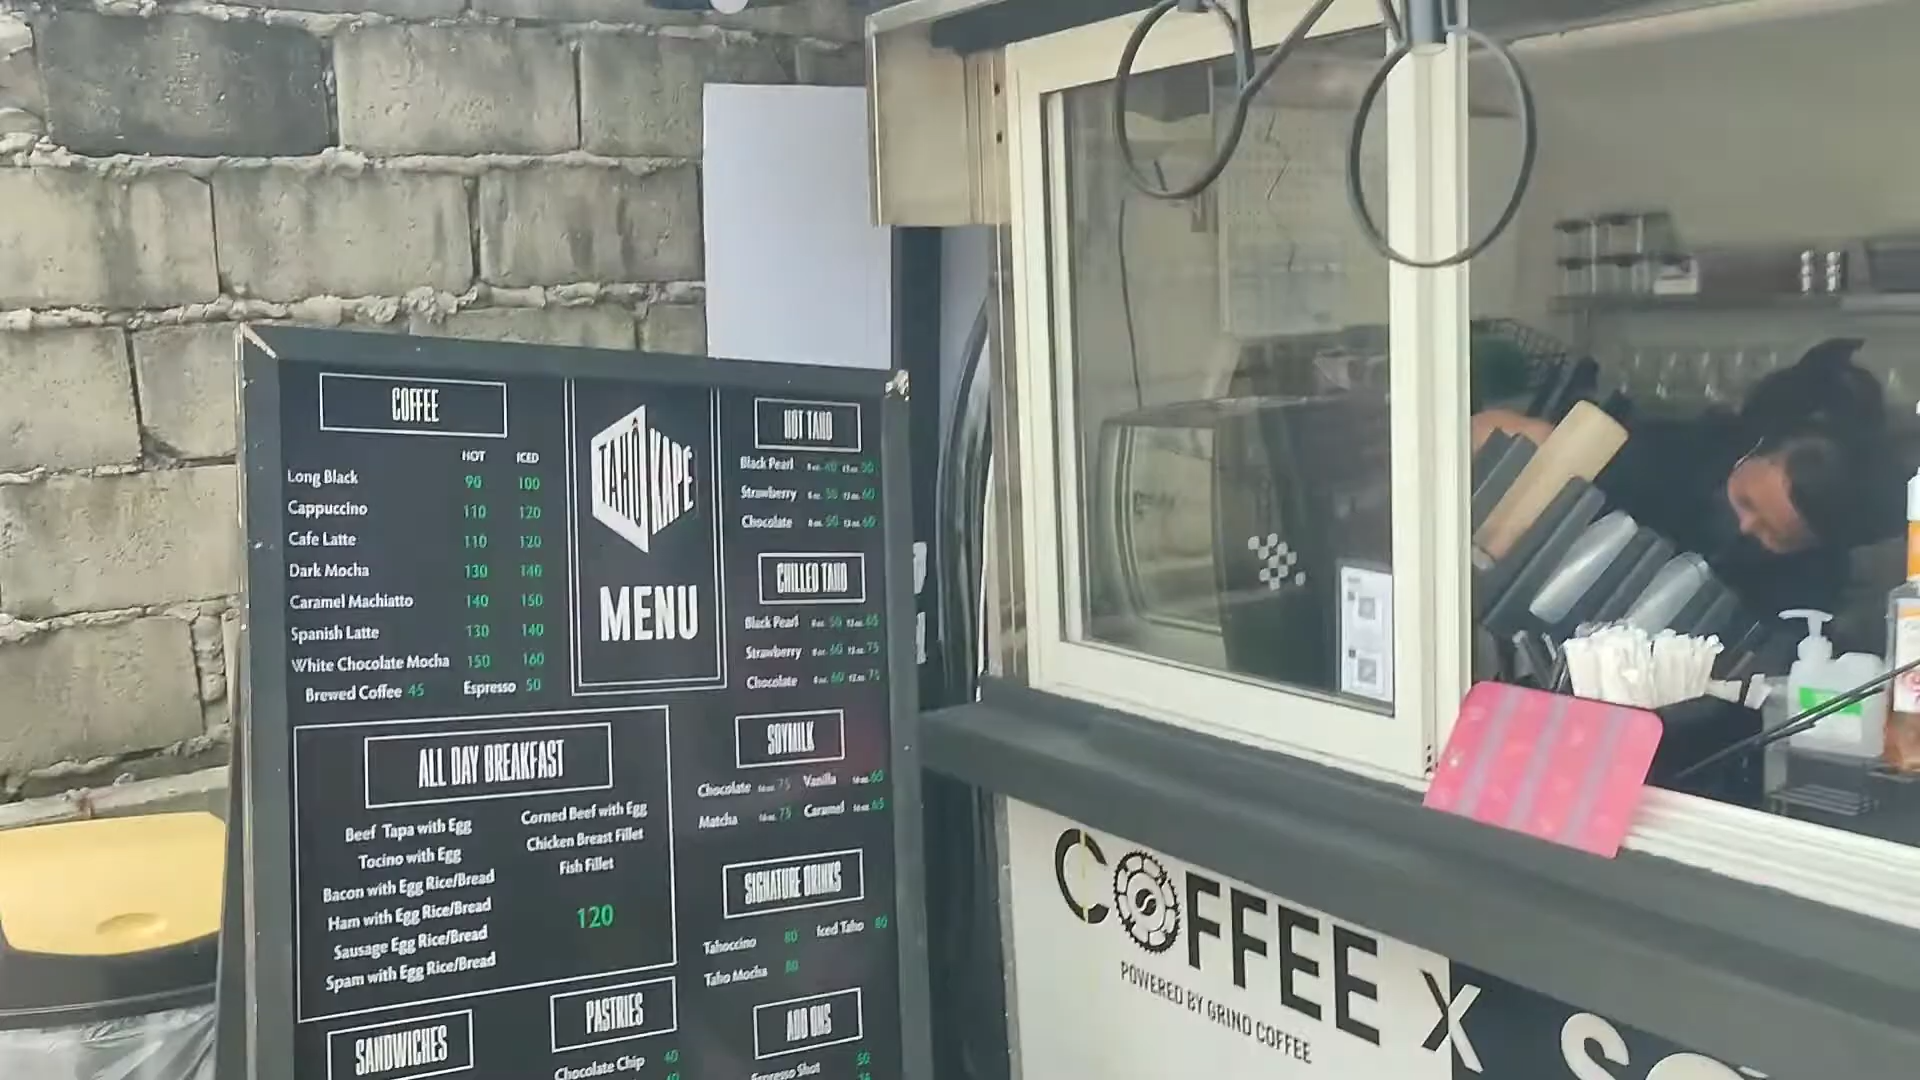 COFFEE
HOT ICED
Long Black 90 100
Cappuccino 110 120
Cafe Latte 110 120
Dark Mocha 130 140
Caramel Machiatto 140 150
Spanish Latte 130 140
White Chocolate Mocha 150 160
Brewed Coffee 45 Espresso 50
TAHÔ KAPÉ
MENU
HOT TAHO
Black Pearl
Strawberry
Chocolate
CHILLED TAHO
Black Pearl
Strawberry
Chocolate
SOYMILK
Chocolate 75 Vanilla 65
Matcha 75 Caramel 65
SIGNATURE DRINKS
Tahoccino 80 Iced Taho 80
Taho Mocha 80
ADD ONS
Espresso Shot 50
ALL DAY BREAKFAST
Beef Tapa with Egg
Tocino with Egg
Bacon with Egg Rice/Bread
Ham with Egg Rice/Bread
Sausage Egg Rice/Bread
Spam with Egg Rice/Bread
Corned Beef with Egg
Chicken Breast Fillet
Fish Fillet
120
SANDWICHES
PASTRIES
Chocolate Chip 40
COFFEE X
POWERED BY GRIND COFFEE